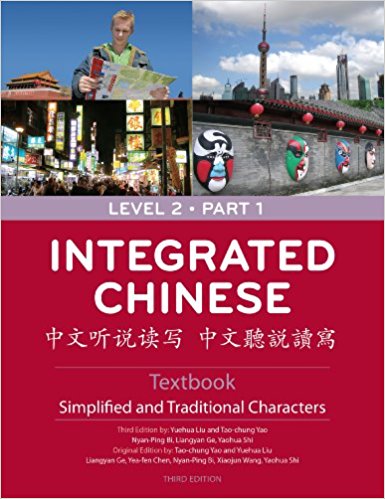 LEVEL 2 • PART 1
INTEGRATED
CHINESE
中文听说读写 中文聽說讀寫
Textbook
Simplified and Traditional Characters
Third Edition by: Yuehua Liu and Tao-chung Yao
Nyan-Ping Bi, Liangyan Ge, Yaohua Shi
Original Edition by: Tao-chung Yao and Yuehua Liu
Liangyan Ge, Yea-fen Chen, Nyan-Ping Bi, Xiaojun Wang, Yaohua Shi
THIRD EDITION